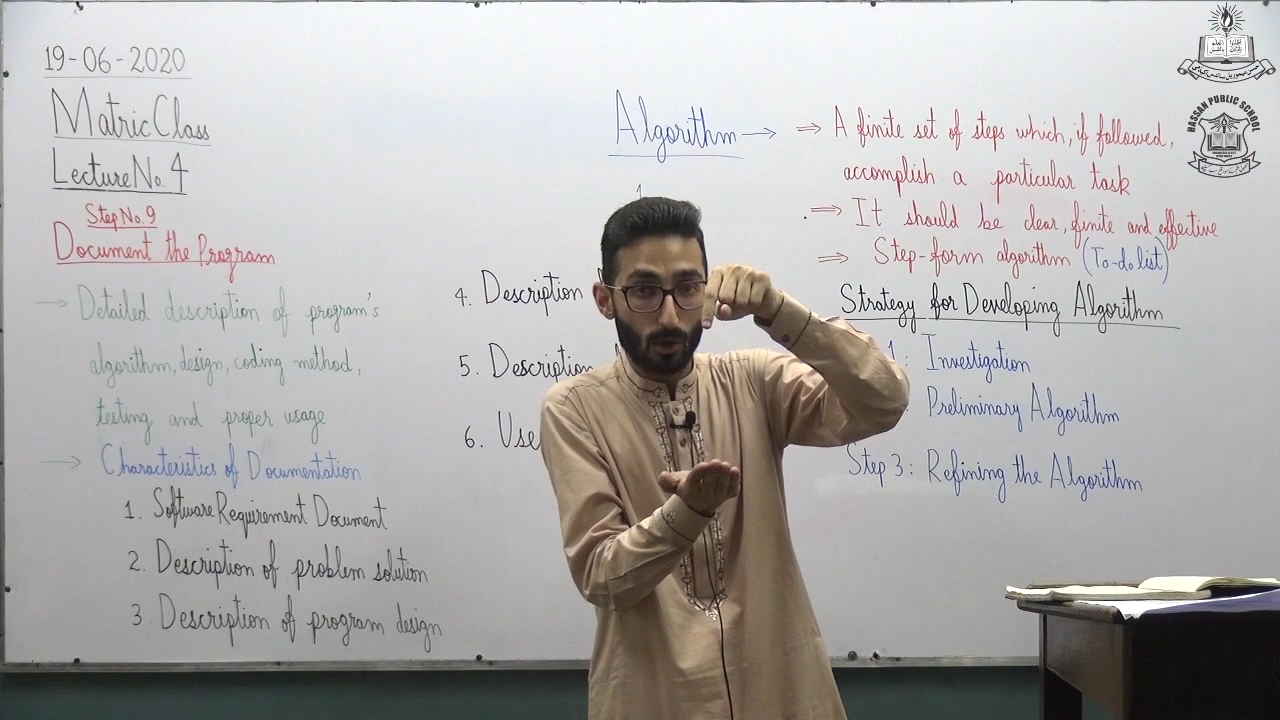 19-06-2020
Matric Class
Lecture No. 4
Step No. 9
Document the Program
→ Detailed description of program's
algorithm, design, coding method,
testing and proper usage
→ Characteristics of Documentation
1. Software Requirement Document
2. Description of problem solution
3. Description of program design
4. Description
5. Description
6. Use
Algorithm → ⇒ A finite set of steps which, if followed,
accomplish a particular task
⇒ It should be clear, finite and effective
⇒ Step-form algorithm (To-do list)
Strategy for Developing Algorithm
1: Investigation
Preliminary Algorithm
Step 3: Refining the Algorithm
HASSAN PUBLIC SCHOOL